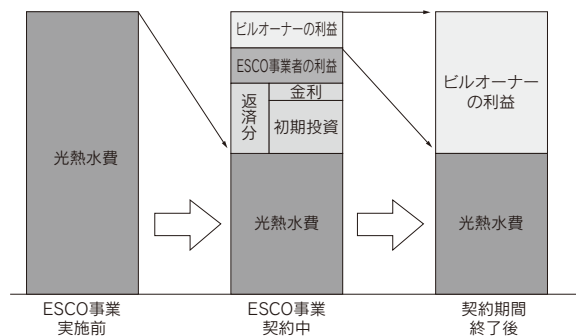 光熱水費
ESCO事業
実施前
ビルオーナーの利益
ESCO事業者の利益
返済分
金利
初期投資
光熱水費
ESCO事業
契約中
ビルオーナー
の利益
光熱水費
契約期間
終了後